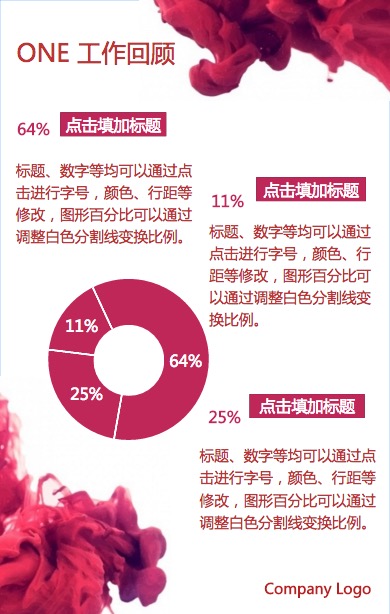 ONE 工作回顾
64% 点击填加标题
标题、数字等均可以通过点
击进行字号，颜色、行距等
修改，图形百分比可以通过
调整白色分割线变换比例。
11% 点击填加标题
标题、数字等均可以通过
点击进行字号，颜色、行
距等修改，图形百分比可
以通过调整白色分割线变
换比例。
11%
64%
25%
25% 点击填加标题
标题、数字等均可以通过点
击进行字号，颜色、行距等
修改，图形百分比可以通过
调整白色分割线变换比例。
Company Logo